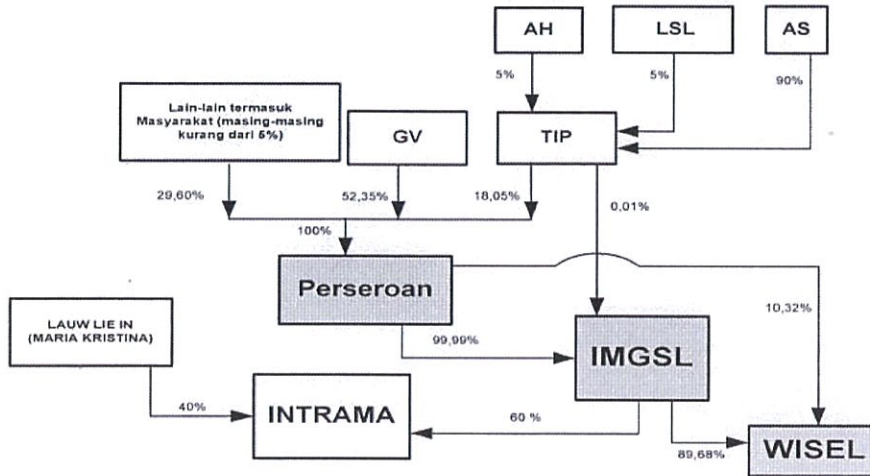 AH
LSL
AS
5%
5%
90%
Lain-lain termasuk
Masyarakat (masing-masing
kurang dari 5%)
GV
TIP
29,60%
52,35%
18,05%
0,01%
100%
Perseroan
10,32%
LAUW LIE IN
(MARIA KRISTINA)
99,99%
IMGSL
INTRAMA
40%
60 %
89,68%
WISEL